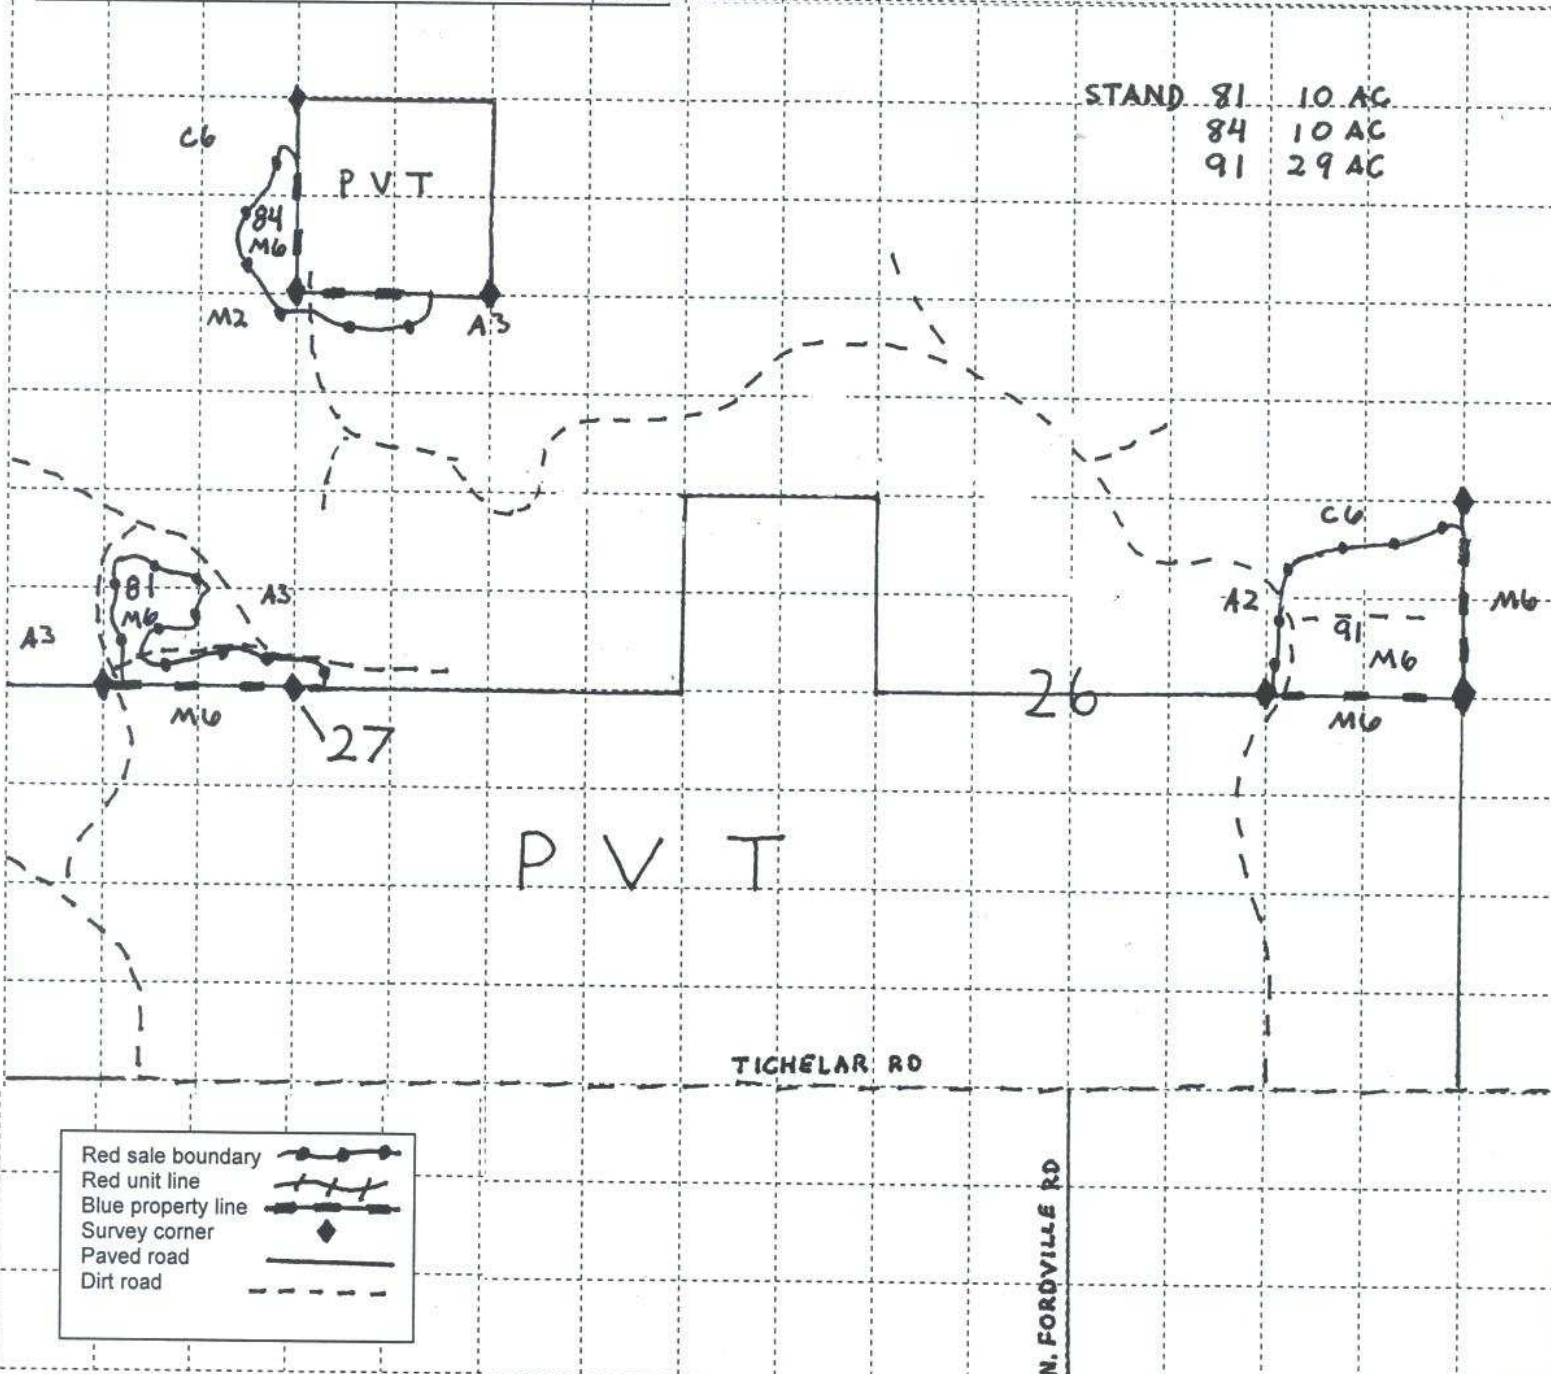 STAND 81 10 AC
84 10 AC
91 29 AC
C6
P V T
84
M6
M2
A3
C6
81
M6
A3
A3
A2
91
M6
M6
26
M6
M6
27
P V T
TICHELAR RD
N. FORDVILLE RD
Red sale boundary
Red unit line
Blue property line
Survey corner
Paved road
Dirt road